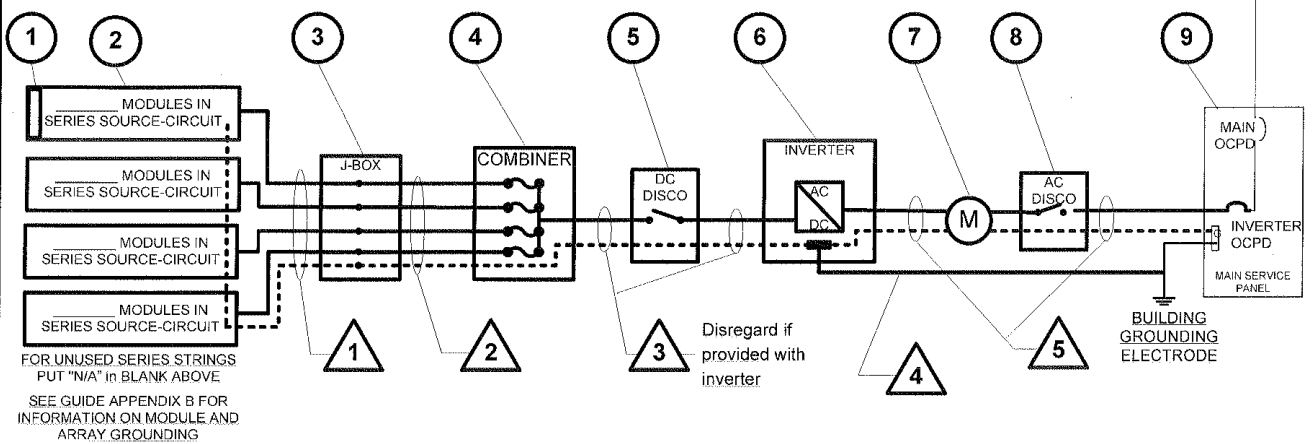 1 2 3 4 5 6 7 8 9
______ MODULES IN
SERIES SOURCE-CIRCUIT
______ MODULES IN
SERIES SOURCE-CIRCUIT
______ MODULES IN
SERIES SOURCE-CIRCUIT
______ MODULES IN
SERIES SOURCE-CIRCUIT
FOR UNUSED SERIES STRINGS
PUT "N/A" in BLANK ABOVE
SEE GUIDE APPENDIX B FOR
INFORMATION ON MODULE AND
ARRAY GROUNDING
J-BOX
COMBINER
DC
DISCO
INVERTER
AC
DC
M
AC
DISCO
MAIN
OCPD
INVERTER
OCPD
G
MAIN SERVICE
PANEL
BUILDING
GROUNDING
ELECTRODE
1
2
3
Disregard if
provided with
inverter
4
5